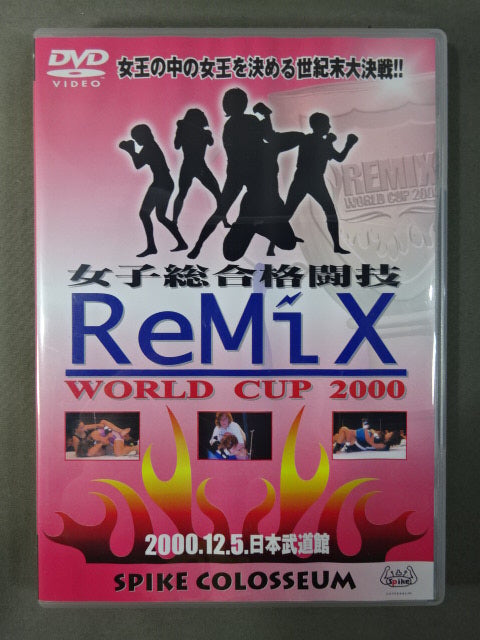 DVD
VIDEO
女王の中の女王を決める世紀末大決戦!!
REMIX
WORLD CUP 2000
女子総合格闘技
ReMiX
WORLD CUP 2000
2000.12.5.日本武道館
SPIKE COLOSSEUM
Spike